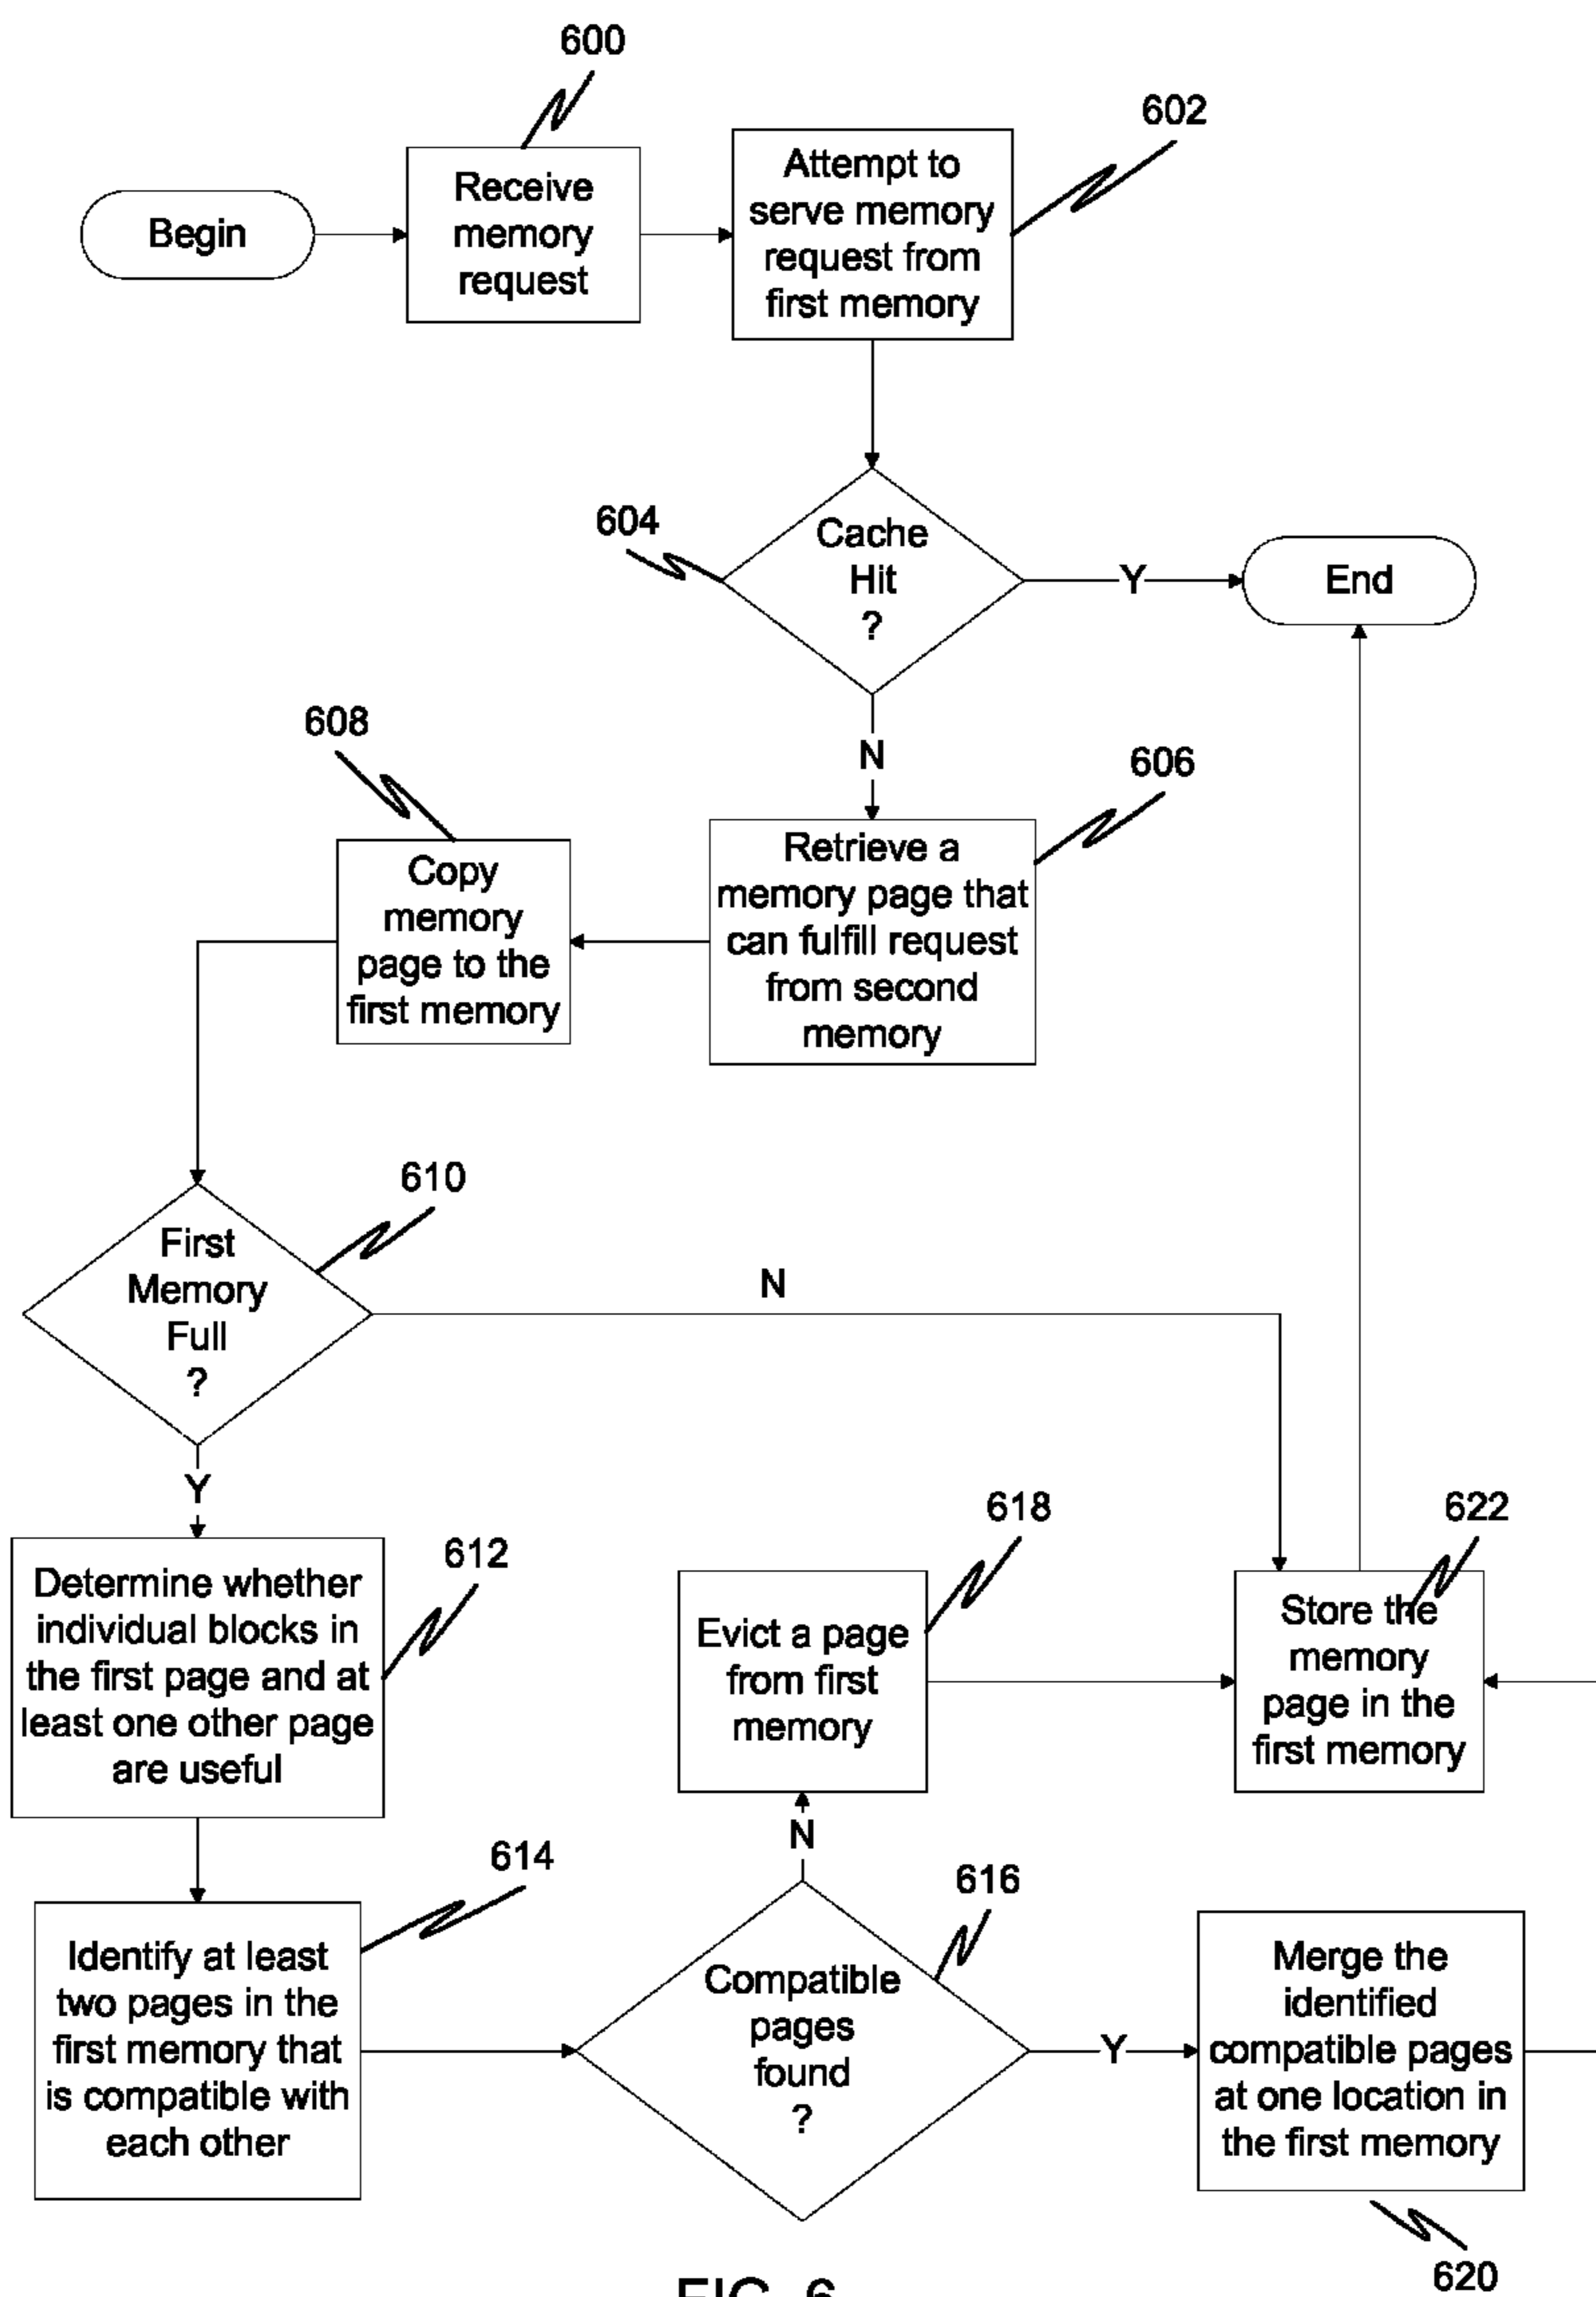 600
602
Begin
Receive
memory
request
Attempt to
serve memory
request from
first memory
604
Cache
Hit
?
Y
End
N
608
606
Copy
memory
page to the
first memory
Retrieve a
memory page that
can fulfill request
from second
memory
610
First
Memory
Full
?
N
Y
612
Determine whether
individual blocks in
the first page and at
least one other page
are useful
618
Evict a page
from first
memory
622
Store the
memory
page in the
first memory
N
614
Identify at least
two pages in the
first memory that
is compatible with
each other
616
Compatible
pages
found
?
Y
Merge the
identified
compatible pages
at one location in
the first memory
620
FIG. 6